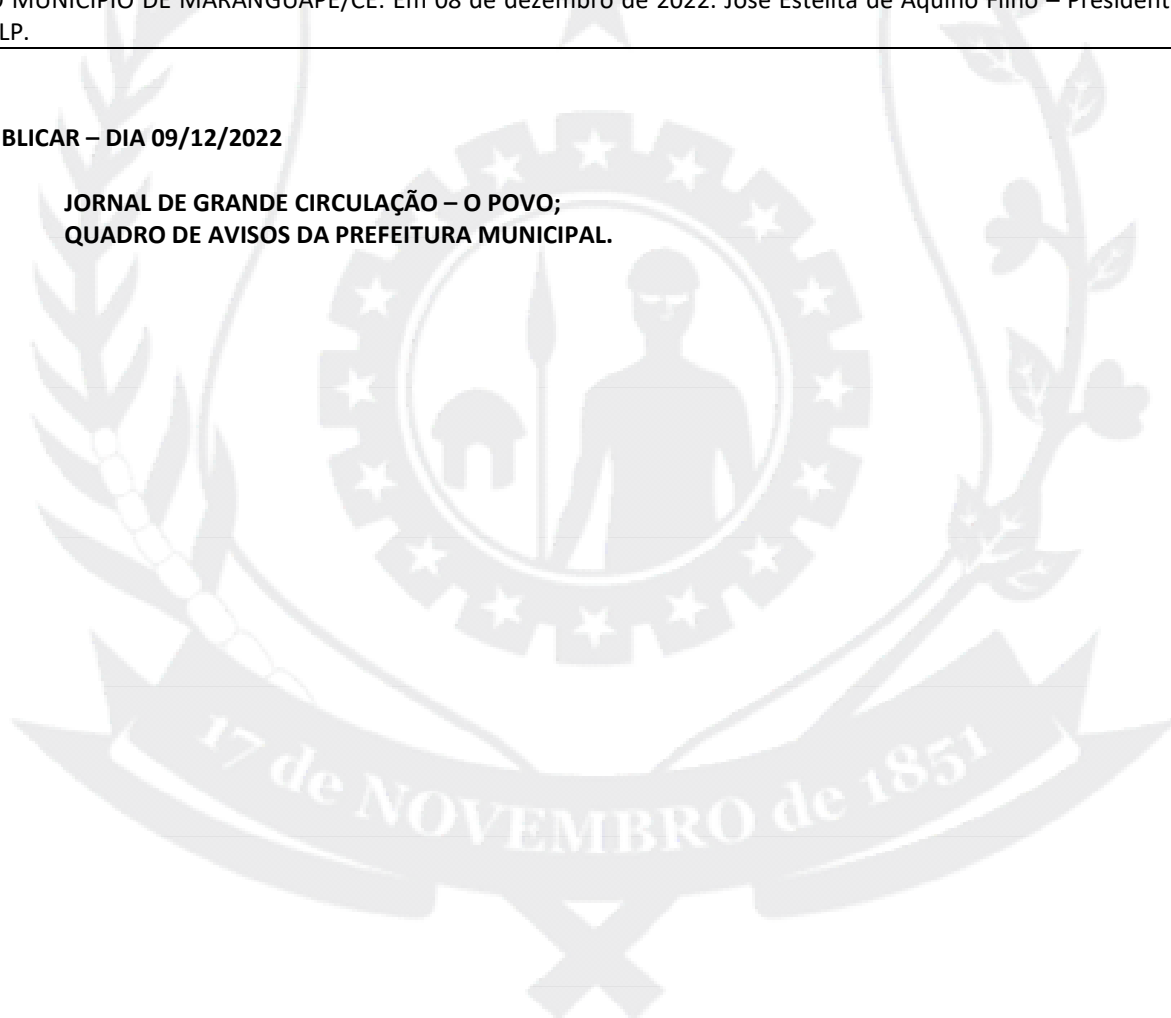 O MUNICÍPIO DE MARANGUAPE/CE. Em 08 de dezembro de 2022. José Estelita de Aquino Filho – President
LP.
BLICAR – DIA 09/12/2022
JORNAL DE GRANDE CIRCULAÇÃO – O POVO;
QUADRO DE AVISOS DA PREFEITURA MUNICIPAL.
17 de NOVEMBRO de 1851